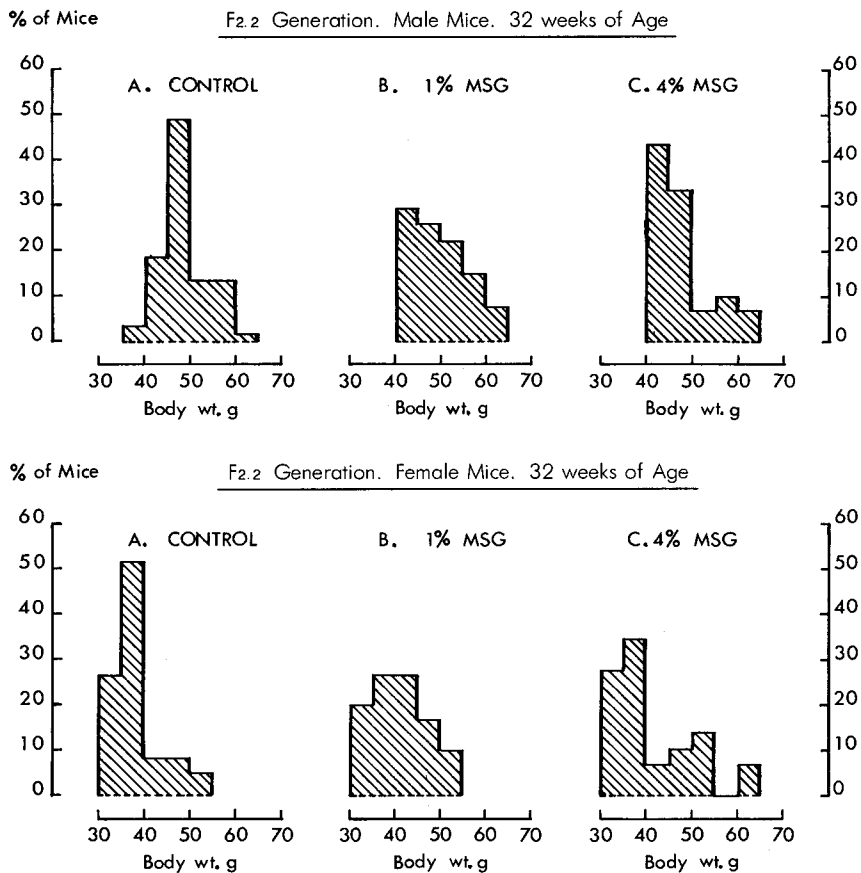 % of Mice
F2.2 Generation. Male Mice. 32 weeks of Age
A. CONTROL
B. 1% MSG
C. 4% MSG
60
50
40
30
20
10
0
60
50
40
30
20
10
0
30 40 50 60 70
30 40 50 60 70
30 40 50 60 70
Body wt. g
Body wt. g
Body wt. g
% of Mice
F2.2 Generation. Female Mice. 32 weeks of Age
A. CONTROL
B. 1% MSG
C. 4% MSG
60
50
40
30
20
10
0
60
50
40
30
20
10
0
30 40 50 60 70
30 40 50 60 70
30 40 50 60 70
Body wt. g
Body wt. g
Body wt. g